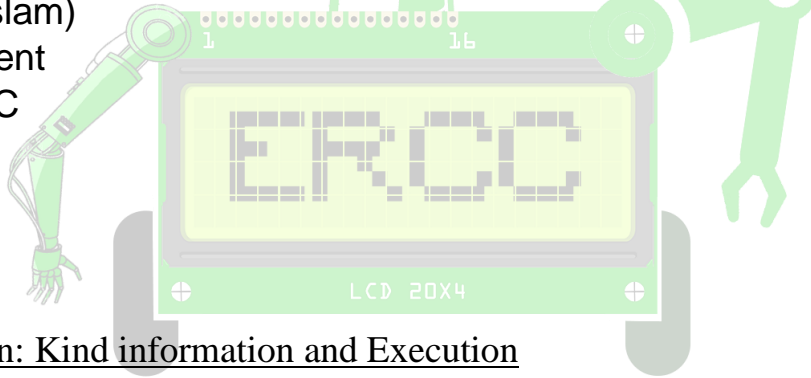 slam)
ent
C
1 16
ERCC
LCD 20X4
n: Kind information and Execution